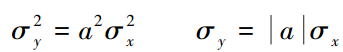 σ_y^2 = a^2σ_x^2    σ_y = |a|σ_x